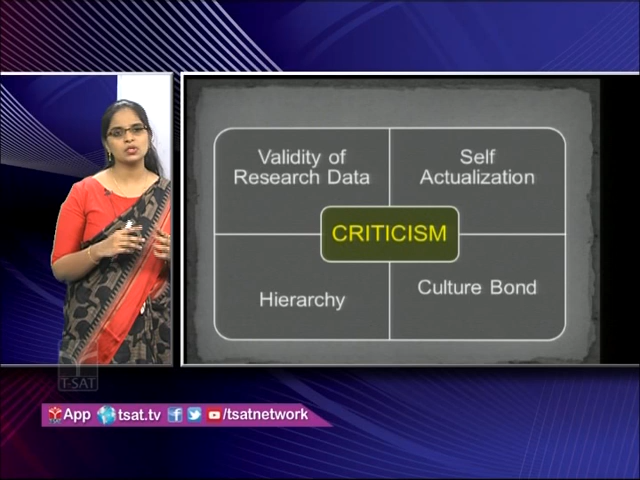 Validity of
Research Data
Self
Actualization
CRITICISM
Hierarchy
Culture Bond
T-SAT
App tsat.tv /tsatnetwork